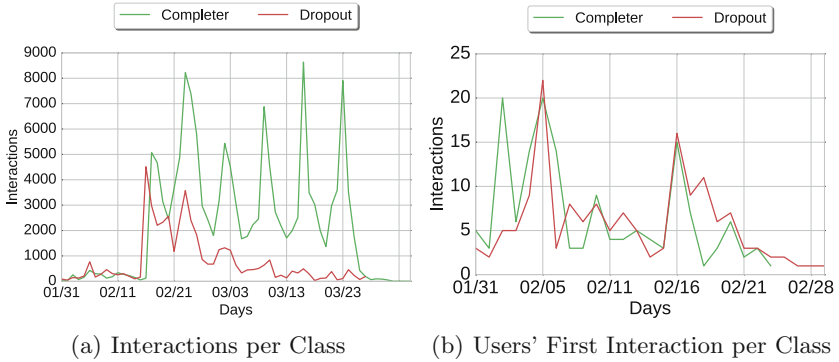 Completer Dropout
9000
8000
7000
6000
5000
4000
3000
2000
1000
0
Interactions
01/31 02/11 02/21 03/03 03/13 03/23
Days
(a) Interactions per Class
Completer Dropout
25
20
15
10
5
0
Interactions
01/31 02/05 02/11 02/16 02/21 02/28
Days
(b) Users' First Interaction per Class